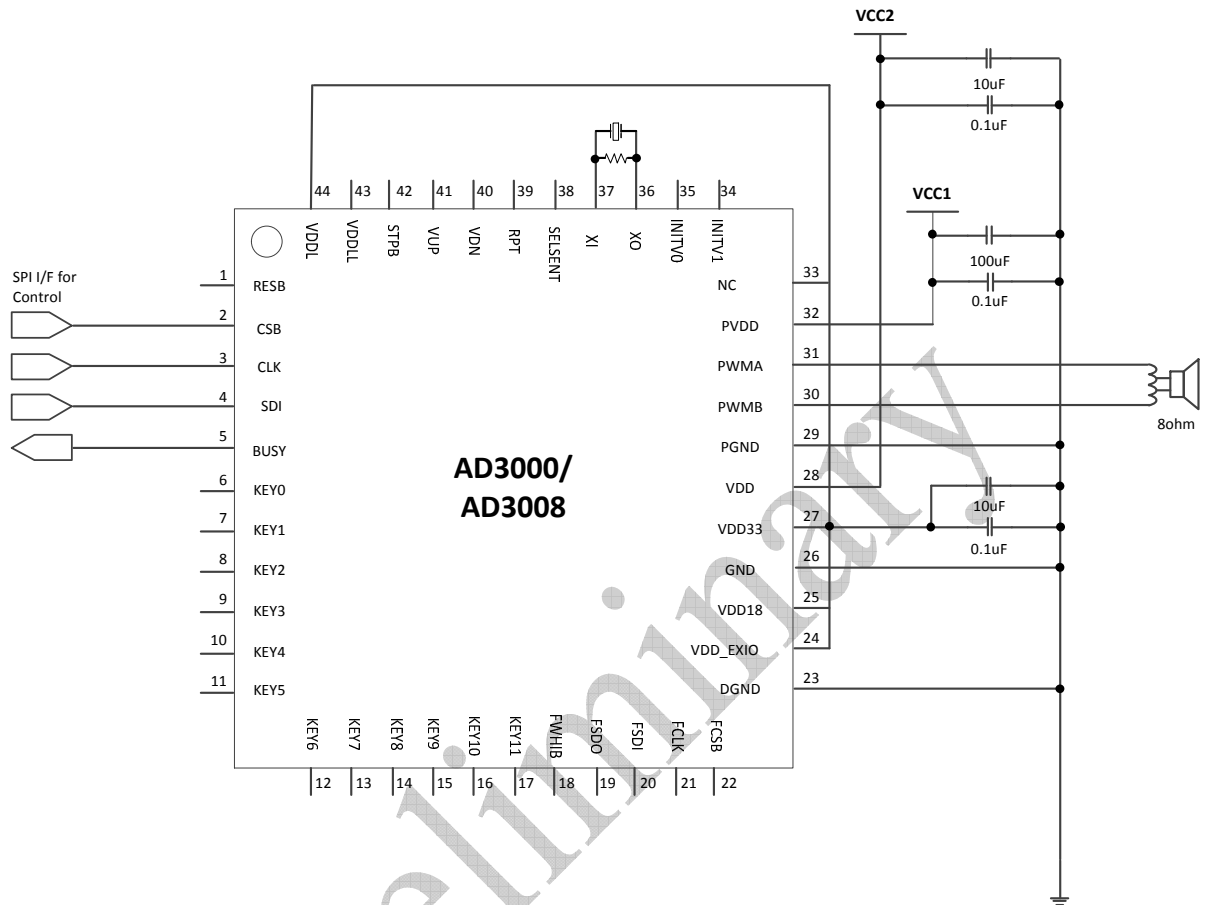 VCC2
10uF
0.1uF
VCC1
100uF
0.1uF
44 43 42 41 40 39 38 37 36 35 34
VDDL VDDLL STPB VUP VDN RPT SELSENT XI XO INITV0 INITV1
SPI I/F for
Control
1 RESB
2 CSB
3 CLK
4 SDI
5 BUSY
6 KEY0
7 KEY1
8 KEY2
9 KEY3
10 KEY4
11 KEY5
AD3000/
AD3008
NC 33
PVDD 32
PWMA 31
PWMB 30
PGND 29
VDD 28
VDD33 27
GND 26
VDD18 25
VDD_EXIO 24
DGND 23
8ohm
10uF
0.1uF
KEY6 KEY7 KEY8 KEY9 KEY10 KEY11 FWHIB FSDO FSDI FCLK FCSB
12 13 14 15 16 17 18 19 20 21 22
eliminary